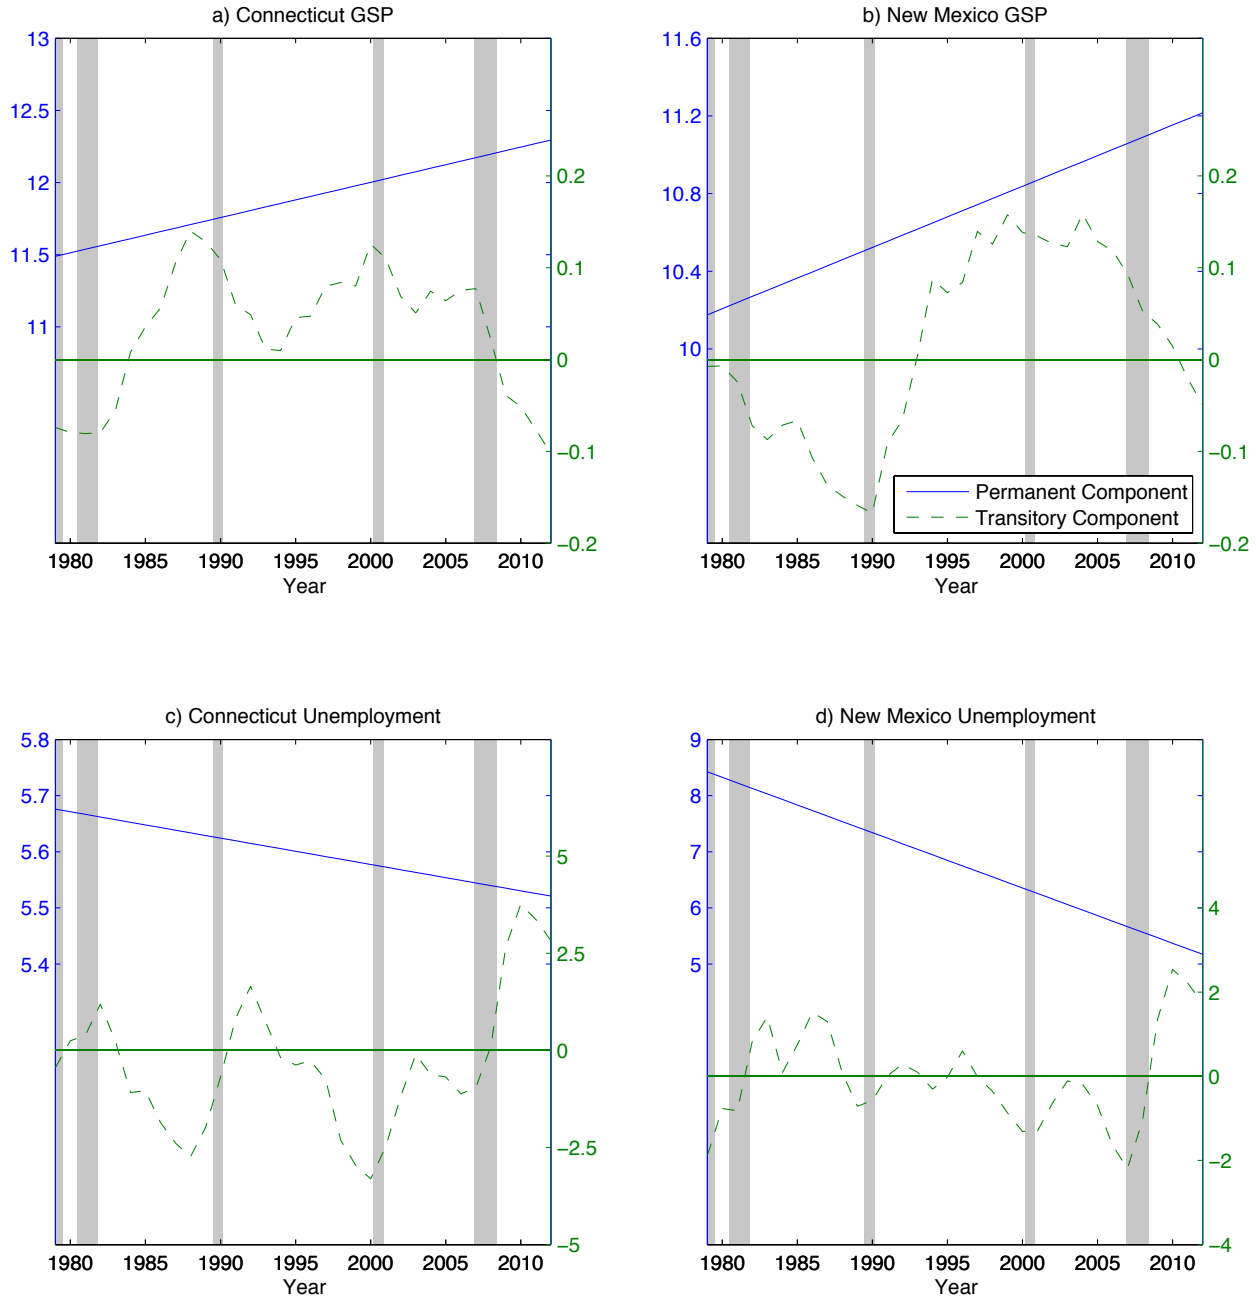 a) Connecticut GSP
13
12.5
12
11.5
11
0.2
0.1
0
−0.1
−0.2
1980 1985 1990 1995 2000 2005 2010
Year
b) New Mexico GSP
11.6
11.2
10.8
10.4
10
0.2
0.1
0
−0.1
−0.2
Permanent Component
Transitory Component
1980 1985 1990 1995 2000 2005 2010
Year
c) Connecticut Unemployment
5.8
5.7
5.6
5.5
5.4
5
2.5
0
−2.5
−5
1980 1985 1990 1995 2000 2005 2010
Year
d) New Mexico Unemployment
9
8
7
6
5
4
2
0
−2
−4
1980 1985 1990 1995 2000 2005 2010
Year